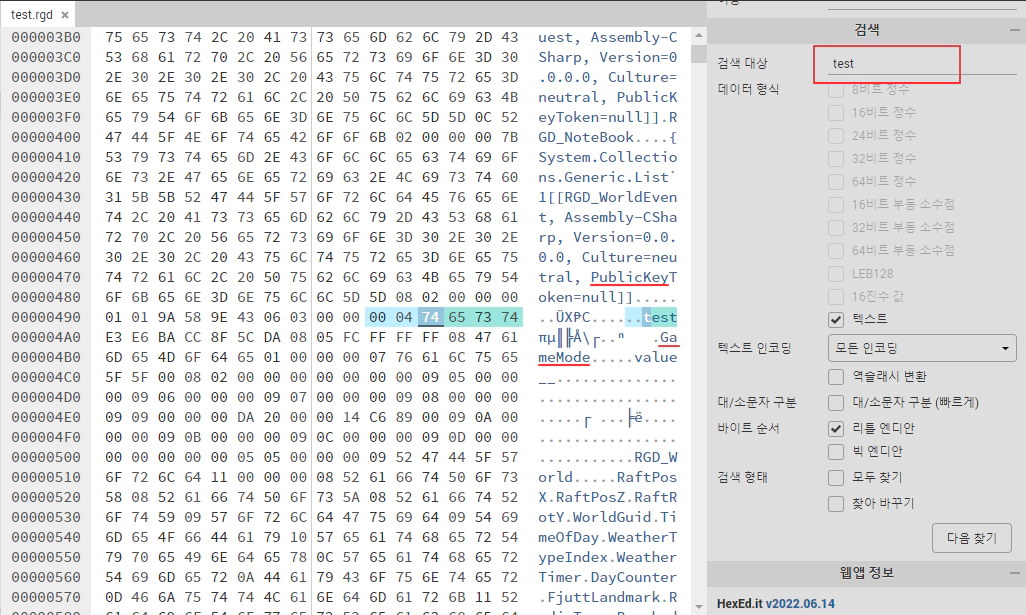 test.rgd ×
000003B0 75 65 73 74 2C 20 41 73 73 65 6D 62 6C 79 2D 43 uest, Assembly-C
000003C0 53 68 61 72 70 2C 20 56 65 72 73 69 6F 6E 3D 30 Sharp, Version=0
000003D0 2E 30 2E 30 2E 30 2C 20 43 75 6C 74 75 72 65 3D .0.0.0, Culture=
000003E0 6E 65 75 74 72 61 6C 2C 20 50 75 62 6C 69 63 4B neutral, PublicK
000003F0 65 79 54 6F 6B 65 6E 3D 6E 75 6C 6C 5D 5D 0C 52 eyToken=null]].R
00000400 47 44 5F 4E 6F 74 65 42 6F 6F 6B 02 00 00 00 7B GD_NoteBook....{
00000410 53 79 73 74 65 6D 2E 43 6F 6C 6C 65 63 74 69 6F System.Collectio
00000420 6E 73 2E 47 65 6E 65 72 69 63 2E 4C 69 73 74 60 ns.Generic.List`
00000430 31 5B 5B 52 47 44 5F 57 6F 72 6C 64 45 76 65 6E 1[[RGD_WorldEven
00000440 74 2C 20 41 73 73 65 6D 62 6C 79 2D 43 53 68 61 t, Assembly-CSha
00000450 72 70 2C 20 56 65 72 73 69 6F 6E 3D 30 2E 30 2E rp, Version=0.0.
00000460 30 2E 30 2C 20 43 75 6C 74 75 72 65 3D 6E 65 75 0.0, Culture=neu
00000470 74 72 61 6C 2C 20 50 75 62 6C 69 63 4B 65 79 54 tral, PublicKeyT
00000480 6F 6B 65 6E 3D 6E 75 6C 6C 5D 5D 08 02 00 00 00 oken=null]].....
00000490 01 01 9A 58 9E 43 06 03 00 00 00 04 74 65 73 74 ..ÜX₧C......test
000004A0 E3 E6 BA CC 8F 5C DA 08 05 FC FF FF FF 08 47 61 πµ║╠Å\┌..ⁿ   .Ga
000004B0 6D 65 4D 6F 64 65 01 00 00 00 07 76 61 6C 75 65 meMode.....value
000004C0 5F 5F 00 08 02 00 00 00 00 00 00 00 09 05 00 00 __..............
000004D0 00 09 06 00 00 00 09 07 00 00 00 09 08 00 00 00 ................
000004E0 09 09 00 00 00 DA 20 00 00 14 C6 89 00 09 0A 00 .....┌ ...╞ë....
000004F0 00 00 09 0B 00 00 00 09 0C 00 00 00 09 0D 00 00 ................
00000500 00 00 00 00 00 05 05 00 00 00 09 52 47 44 5F 57 ...........RGD_W
00000510 6F 72 6C 64 11 00 00 00 08 52 61 66 74 50 6F 73 orld.....RaftPos
00000520 58 08 52 61 66 74 50 6F 73 5A 08 52 61 66 74 52 X.RaftPosZ.RaftR
00000530 6F 74 59 09 57 6F 72 6C 64 47 75 69 64 09 54 69 otY.WorldGuid.Ti
00000540 6D 65 4F 66 44 61 79 10 57 65 61 74 68 65 72 54 meOfDay.WeatherT
00000550 79 70 65 49 6E 64 65 78 0C 57 65 61 74 68 65 72 ypeIndex.Weather
00000560 54 69 6D 65 72 0A 44 61 79 43 6F 75 6E 74 65 72 Timer.DayCounter
00000570 0D 46 6A 75 74 74 4C 61 6E 64 6D 61 72 6B 11 52 .FjuttLandmark.R
검색
검색 대상 test
데이터 형식 8비트 정수
16비트 정수
24비트 정수
32비트 정수
64비트 정수
16비트 부동 소수점
32비트 부동 소수점
64비트 부동 소수점
LEB128
16진수 값
텍스트
텍스트 인코딩 모든 인코딩
역슬래시 변환
대/소문자 구분 대/소문자 구분 (빠르게)
바이트 순서 리틀 엔디안
빅 엔디안
검색 형태 모두 찾기
찾아 바꾸기
다음 찾기
웹앱 정보
HexEd.it v2022.06.14